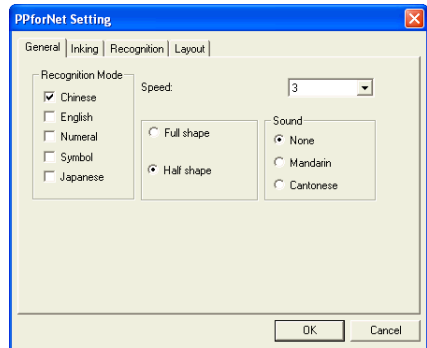 PPforNet Setting
General Inking Recognition Layout
Recognition Mode
Chinese
English
Numeral
Symbol
Japanese
Speed:
3
Full shape
Half shape
Sound
None
Mandarin
Cantonese
OK Cancel